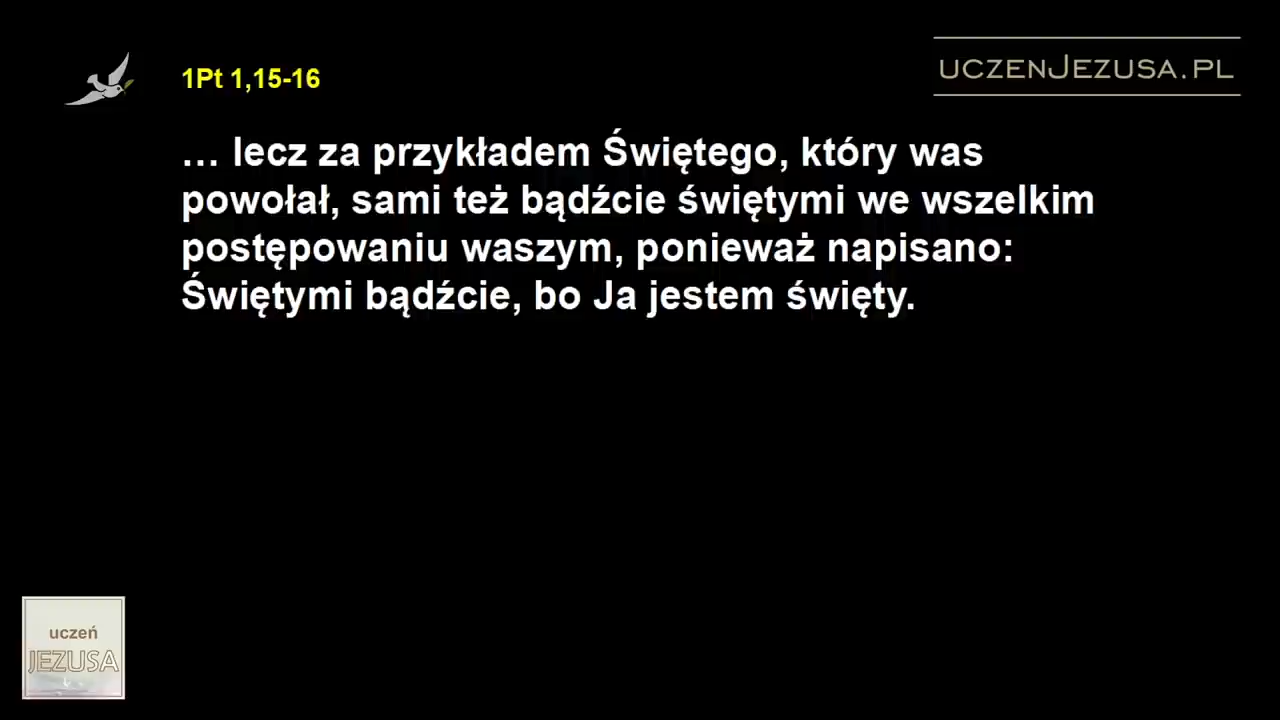 1Pt 1,15-16
UCZENJEZUSA.PL
… lecz za przykładem Świętego, który was
powołał, sami też bądźcie świętymi we wszelkim
postępowaniu waszym, ponieważ napisano:
Świętymi bądźcie, bo Ja jestem święty.
uczeń
JEZUSA